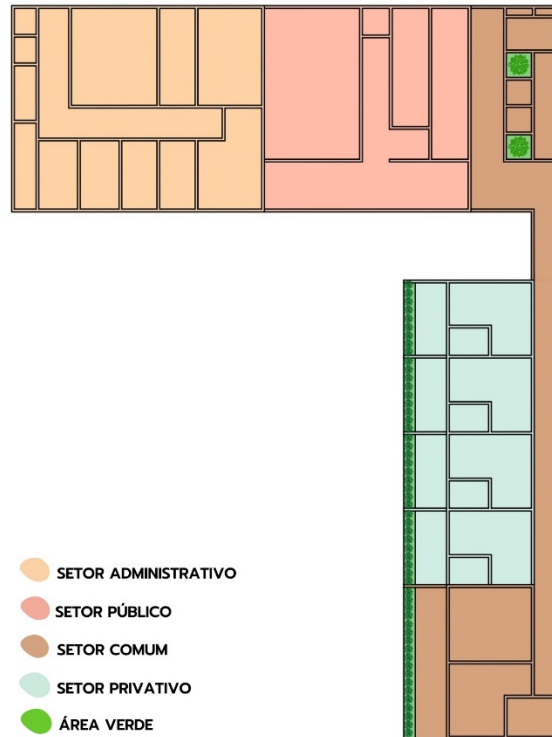 SETOR ADMINISTRATIVO
SETOR PÚBLICO
SETOR COMUM
SETOR PRIVATIVO
ÁREA VERDE